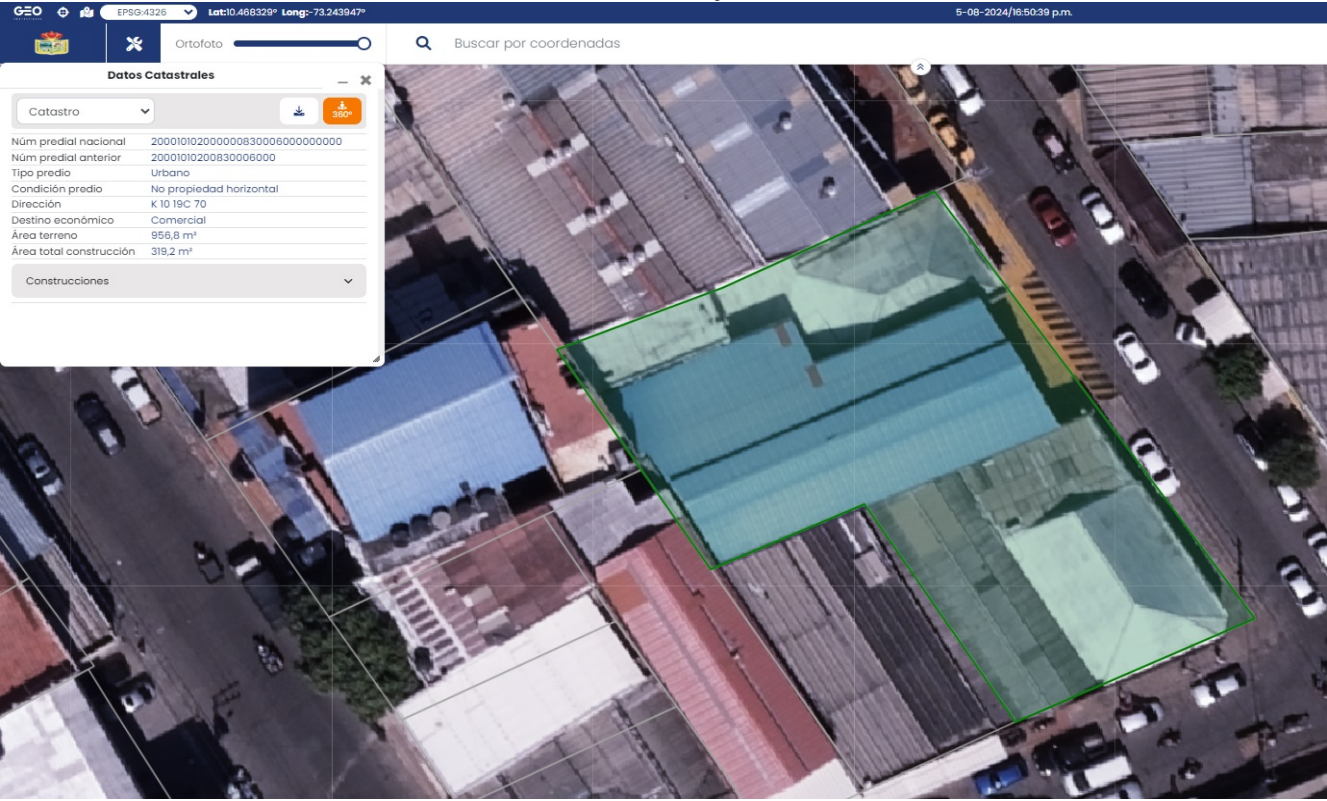 GEO EPSG:4326 Lat:10.468329° Long:-73.243947° 5-08-2024/16:50:39 p.m.
Ortofoto Buscar por coordenadas
Datos Catastrales
Catastro 360°
Núm predial nacional 200010102000000830006000000000
Núm predial anterior 20001010200830006000
Tipo predio Urbano
Condición predio No propiedad horizontal
Dirección K 10 19C 70
Destino económico Comercial
Área terreno 956,8 m²
Área total construcción 319,2 m²
Construcciones